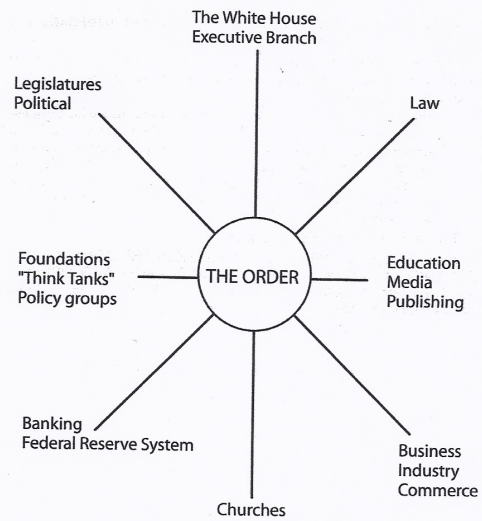 The White House
Executive Branch
Legislatures
Political
Law
Foundations
"Think Tanks"
Policy groups
THE ORDER
Education
Media
Publishing
Banking
Federal Reserve System
Business
Industry
Commerce
Churches